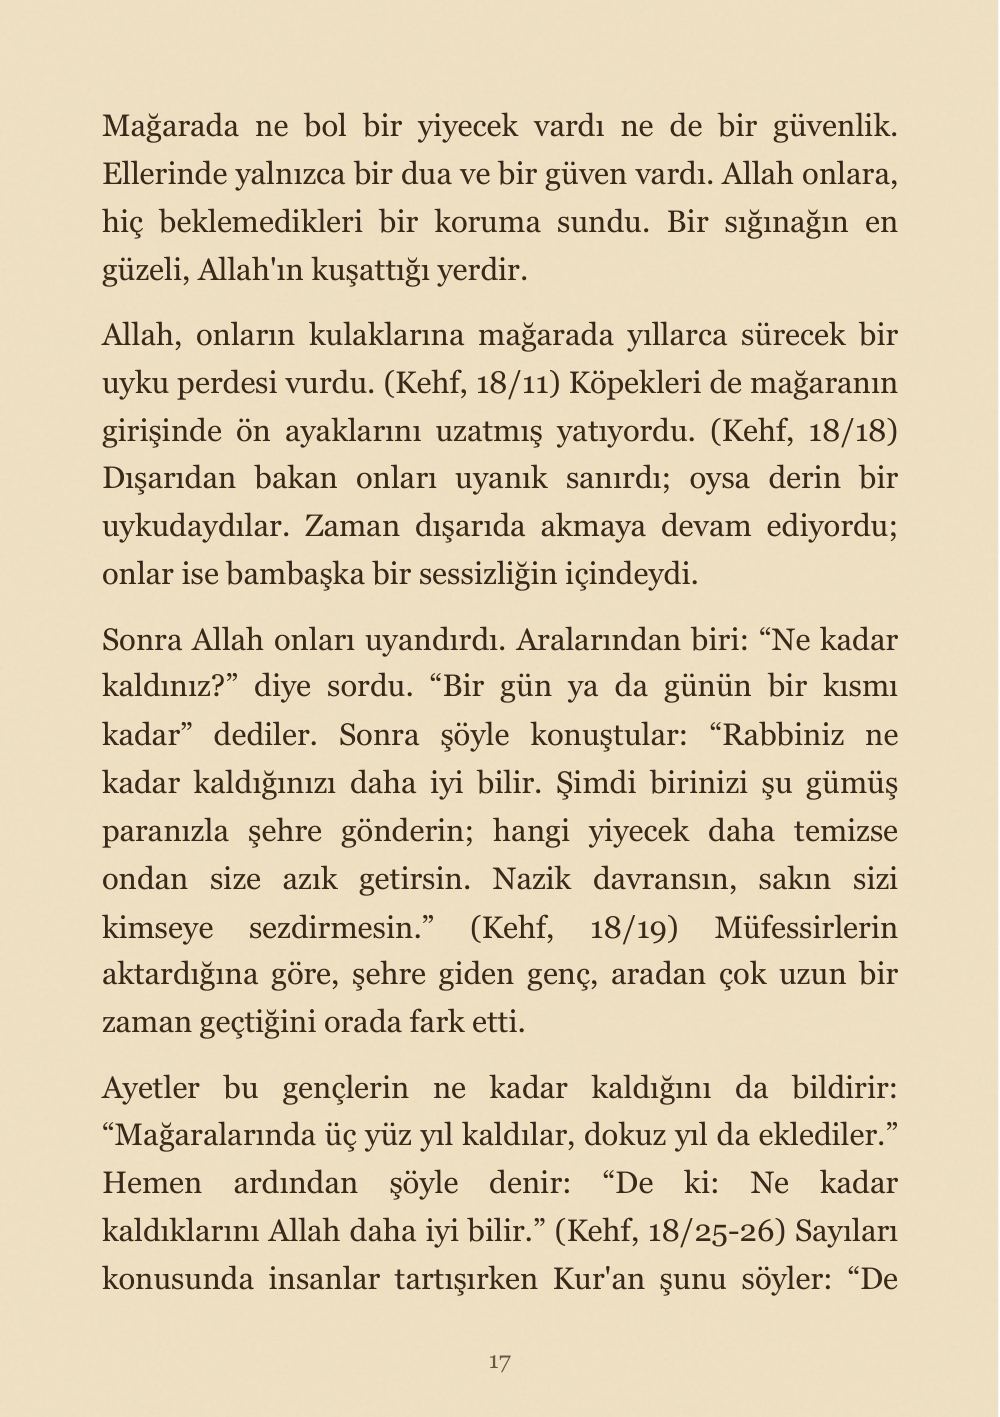 Mağarada ne bol bir yiyecek vardı ne de bir güvenlik.
Ellerinde yalnızca bir dua ve bir güven vardı. Allah onlara,
hiç beklemedikleri bir koruma sundu. Bir sığınağın en
güzeli, Allah'ın kuşattığı yerdir.
Allah, onların kulaklarına mağarada yıllarca sürecek bir
uyku perdesi vurdu. (Kehf, 18/11) Köpekleri de mağaranın
girişinde ön ayaklarını uzatmış yatıyordu. (Kehf, 18/18)
Dışarıdan bakan onları uyanık sanırdı; oysa derin bir
uykudaydılar. Zaman dışarıda akmaya devam ediyordu;
onlar ise bambaşka bir sessizliğin içindeydi.
Sonra Allah onları uyandırdı. Aralarından biri: “Ne kadar
kaldınız?” diye sordu. “Bir gün ya da günün bir kısmı
kadar” dediler. Sonra şöyle konuştular: “Rabbiniz ne
kadar kaldığınızı daha iyi bilir. Şimdi birinizi şu gümüş
paranızla şehre gönderin; hangi yiyecek daha temizse
ondan size azık getirsin. Nazik davransın, sakın sizi
kimseye sezdirmesin.” (Kehf, 18/19) Müfessirlerin
aktardığına göre, şehre giden genç, aradan çok uzun bir
zaman geçtiğini orada fark etti.
Ayetler bu gençlerin ne kadar kaldığını da bildirir:
“Mağaralarında üç yüz yıl kaldılar, dokuz yıl da eklediler.”
Hemen ardından şöyle denir: “De ki: Ne kadar
kaldıklarını Allah daha iyi bilir.” (Kehf, 18/25-26) Sayıları
konusunda insanlar tartışırken Kur'an şunu söyler: “De
17